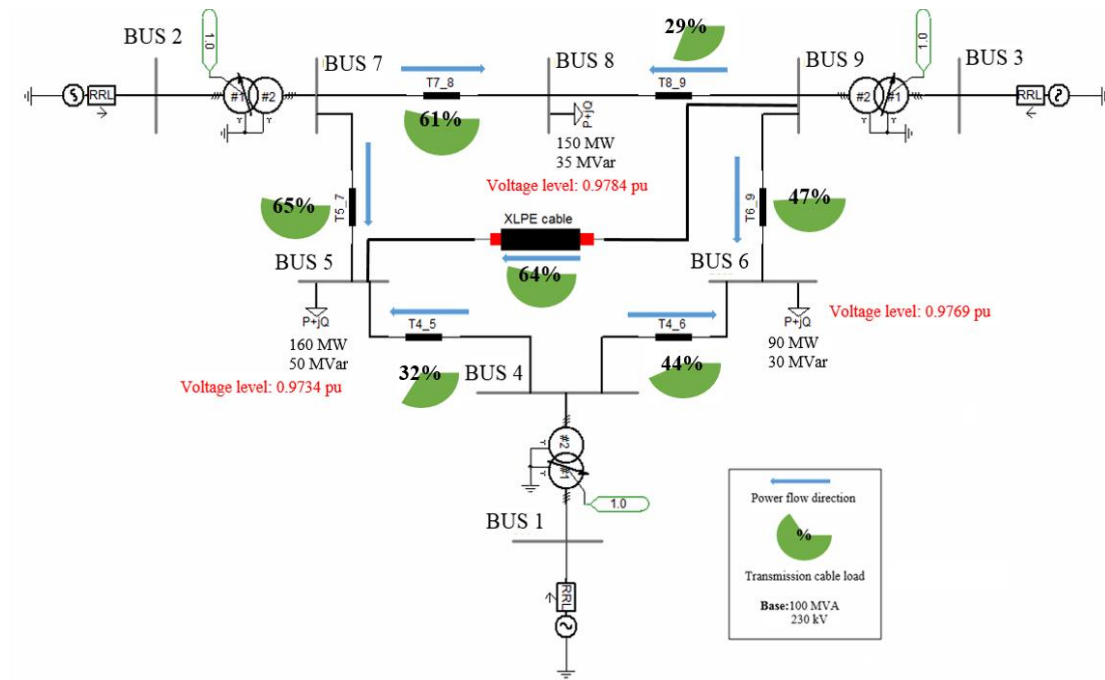 BUS 2
1.0
BUS 7
29%
BUS 8
BUS 9
1.0
BUS 3
RRL
#1
#2
T7_8
T8_9
#2
#1
RRL
61%
P+jQ
150 MW
35 MVar
Voltage level: 0.9784 pu
65%
T5_7
XLPE cable
T6_9
47%
BUS 5
64%
BUS 6
P+jQ
160 MW
50 MVar
Voltage level: 0.9734 pu
T4_5
32%
BUS 4
T4_6
44%
P+jQ
90 MW
30 MVar
Voltage level: 0.9769 pu
#2
#1
1.0
BUS 1
RRL
Power flow direction
%
Transmission cable load
Base:100 MVA
230 kV